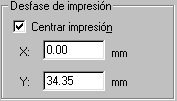 Desfase de impresión
Centrar impresión
X: 0.00 mm
Y: 34.35 mm